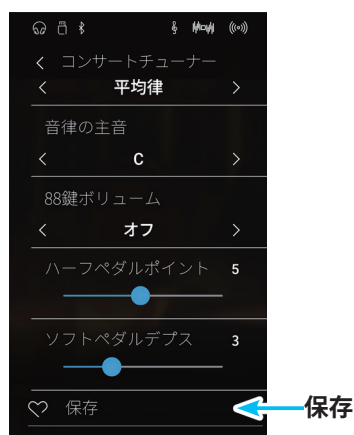 コンサートチューナー
平均律
音律の主音
C
88鍵ボリューム
オフ
ハーフペダルポイント 5
ソフトペダルデプス 3
保存
保存